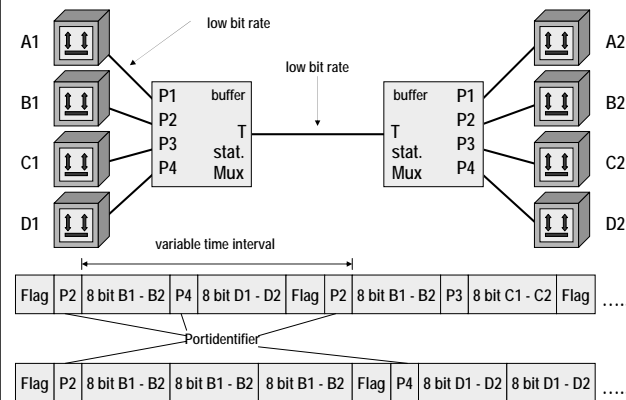 low bit rate
A1
A2
low bit rate
B1
P1 buffer
buffer P1
B2
P2
P2
T
T
C1
P3
stat.
stat.
P3
C2
P4
Mux
Mux
P4
D1
D2
variable time interval
Flag P2 8 bit B1 - B2 P4 8 bit D1 - D2 Flag P2 8 bit B1 - B2 P3 8 bit C1 - C2 Flag ....
Portidentifier
Flag P2 8 bit B1 - B2 8 bit B1 - B2 8 bit B1 - B2 Flag P4 8 bit D1 - D2 8 bit D1 - D2 ....